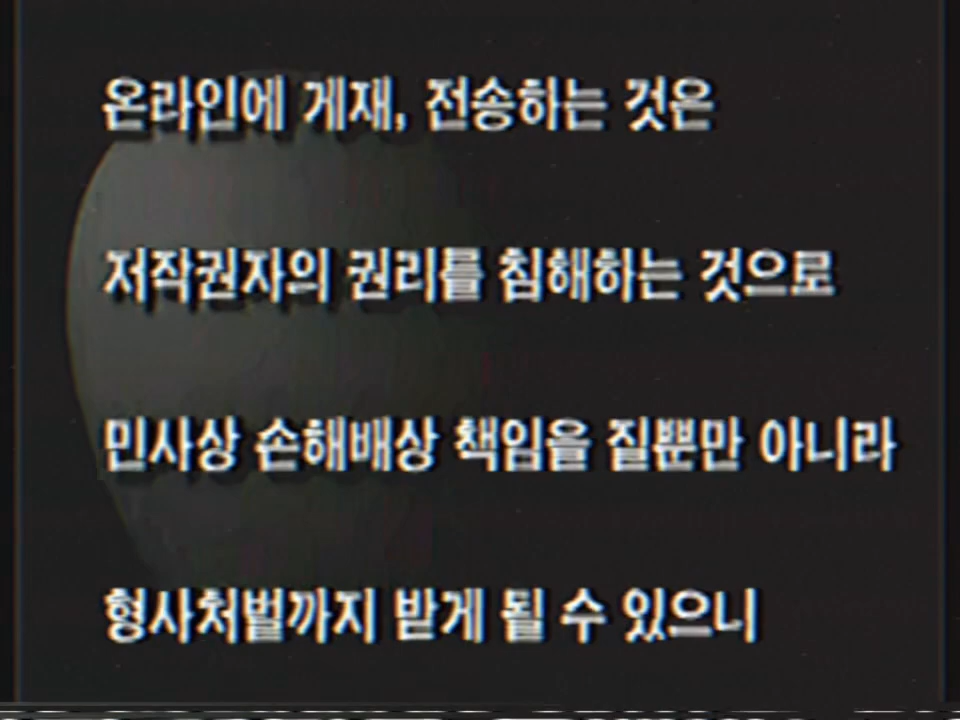 온라인에 게재, 전송하는 것은
저작권자의 권리를 침해하는 것으로
민사상 손해배상 책임을 질뿐만 아니라
형사처벌까지 받게 될 수 있으니